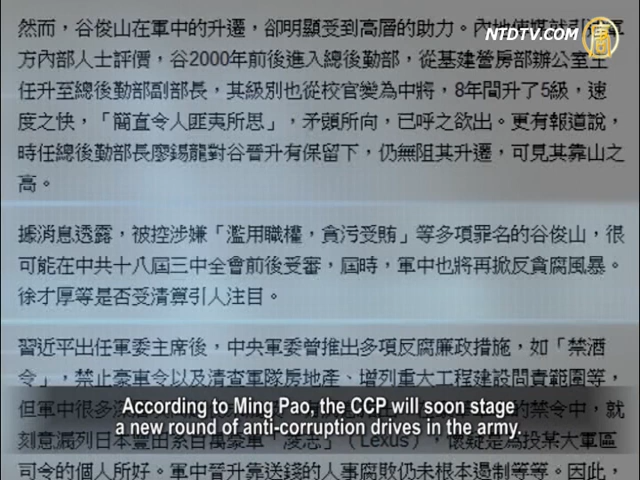 NTDTV.COM
然而，谷俊山在軍中的升遷，卻明顯受到高層的助力。內地傳媒就引述軍
方內部人士評價，谷2000年前後進入總後勤部，從基建營房部辦公室主
任升至總後勤部副部長，其級別也從校官變為中將，8年間升了5級，速
度之快，「簡直令人匪夷所思」，矛頭所向，已呼之欲出。更有報道說，
時任總後勤部長廖錫龍對谷晉升有保留下，仍無阻其升遷，可見其靠山之
高。
據消息透露，被控涉嫌「濫用職權，貪污受賄」等多項罪名的谷俊山，很
可能在中共十八屆三中全會前後受審，屆時，軍中也將再掀反貪腐風暴。
徐才厚等是否受清算引人注目。
習近平出任軍委主席後，中央軍委曾推出多項反腐廉政措施，如「禁酒
令」，禁止豪車令以及清查軍隊房地產、增列重大工程建設問責範圍等，
但軍中很多深 的禁令中，就
According to Ming Pao, the CCP will soon stage
刻意漏列日本豐田系百萬豪車「凌志」（Lexus），懷疑是為投某大軍區
a new round of anti-corruption drives in the army.
司令的個人所好。軍中晉升靠送錢的人事腐敗仍未根本遏制等等。因此，